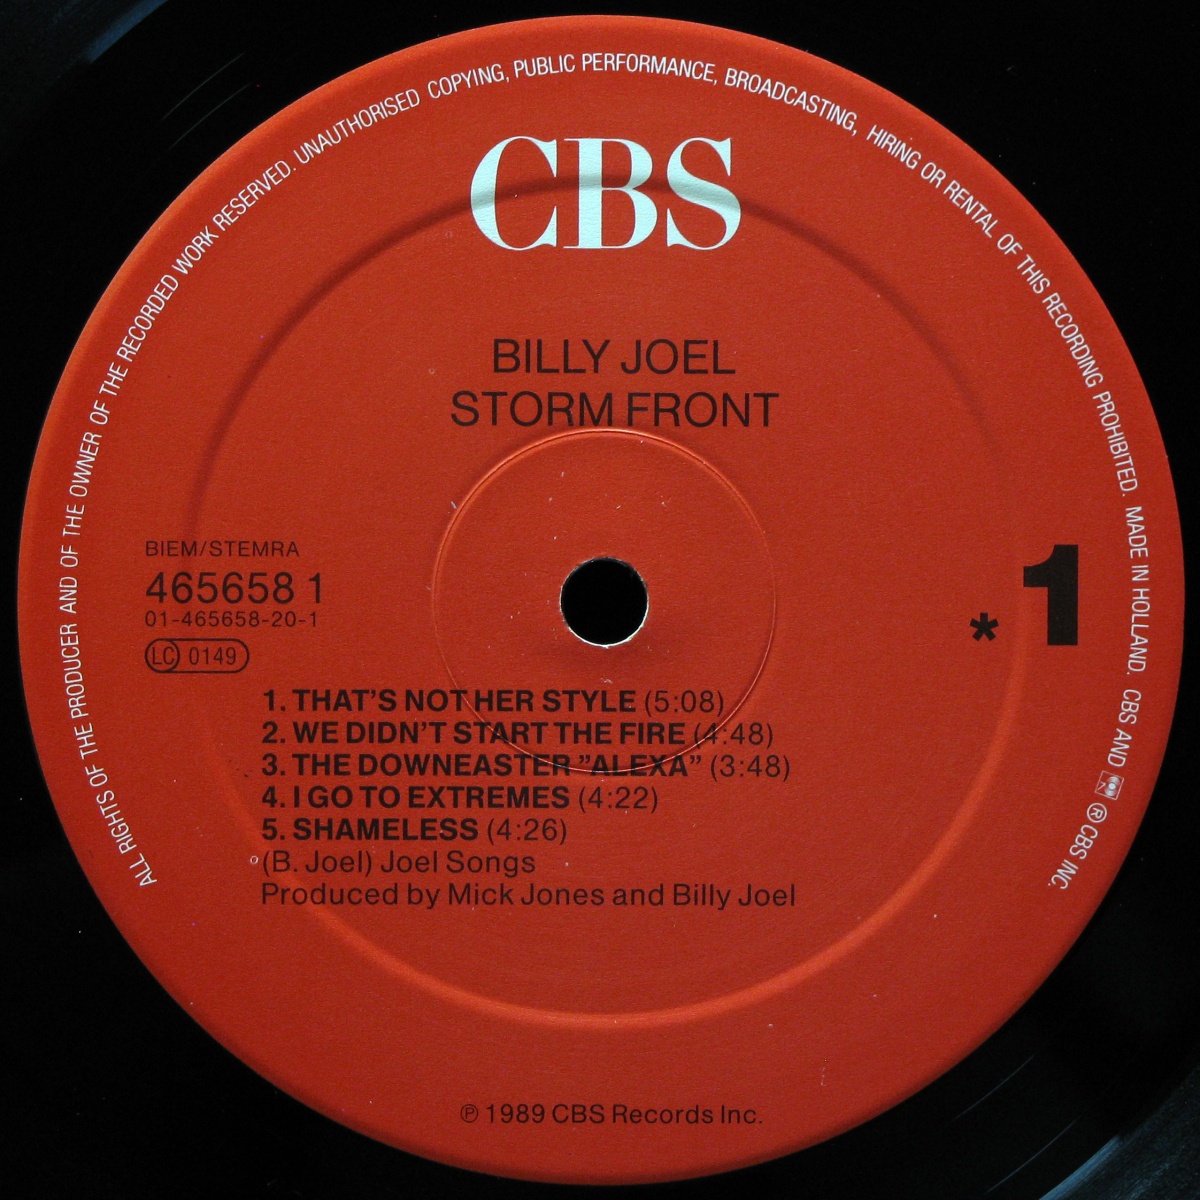 ALL RIGHTS OF THE PRODUCER AND OF THE OWNER OF THE RECORDED WORK RESERVED. UNAUTHORISED COPYING, PUBLIC PERFORMANCE, BROADCASTING, HIRING OR RENTAL OF THIS RECORDING PROHIBITED. MADE IN HOLLAND. CBS AND ® CBS INC.
CBS
BILLY JOEL
STORM FRONT
BIEM/STEMRA
465658 1
01-465658-20-1
LC 0149
*1
1. THAT'S NOT HER STYLE (5:08)
2. WE DIDN'T START THE FIRE (4:48)
3. THE DOWNEASTER ”ALEXA” (3:48)
4. I GO TO EXTREMES (4:22)
5. SHAMELESS (4:26)
(B. Joel) Joel Songs
Produced by Mick Jones and Billy Joel
℗ 1989 CBS Records Inc.